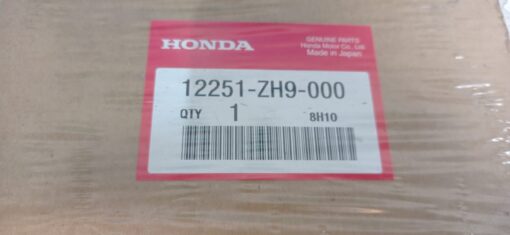 HONDA
GENUINE PARTS
Honda Motor Co., Ltd.
Made in Japan
12251-ZH9-000
QTY 1 8H10